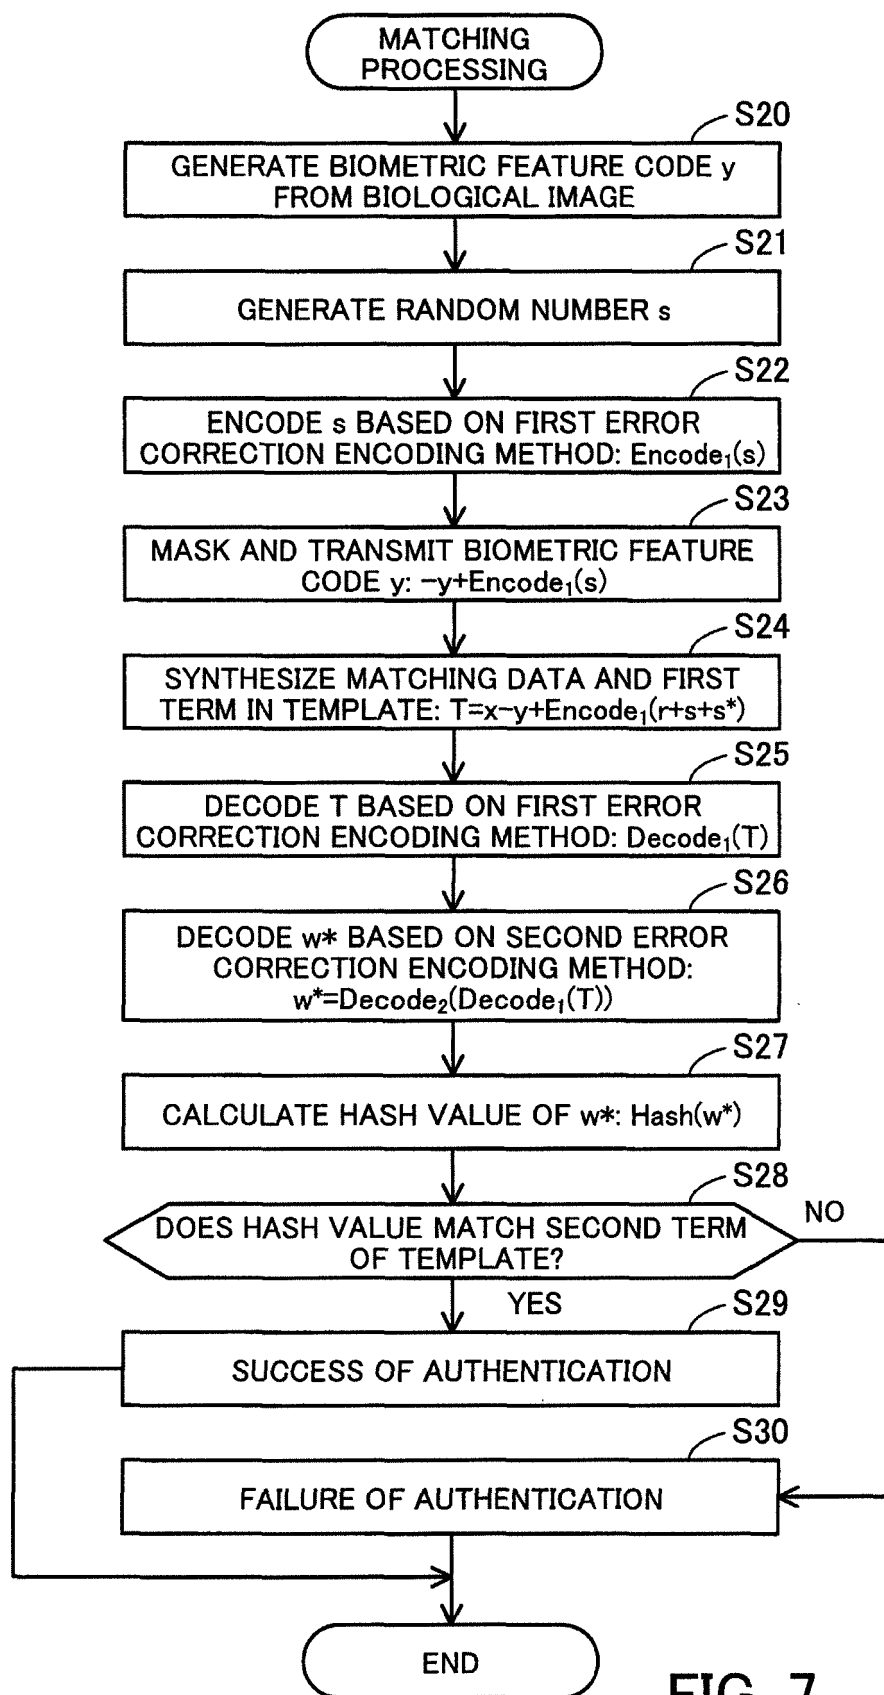 MATCHING
PROCESSING
S20
GENERATE BIOMETRIC FEATURE CODE y
FROM BIOLOGICAL IMAGE
S21
GENERATE RANDOM NUMBER s
S22
ENCODE s BASED ON FIRST ERROR
CORRECTION ENCODING METHOD: Encode₁(s)
S23
MASK AND TRANSMIT BIOMETRIC FEATURE
CODE y: -y+Encode₁(s)
S24
SYNTHESIZE MATCHING DATA AND FIRST
TERM IN TEMPLATE: T=x-y+Encode₁(r+s+s*)
S25
DECODE T BASED ON FIRST ERROR
CORRECTION ENCODING METHOD: Decode₁(T)
S26
DECODE w* BASED ON SECOND ERROR
CORRECTION ENCODING METHOD:
w*=Decode₂(Decode₁(T))
S27
CALCULATE HASH VALUE OF w*: Hash(w*)
S28
DOES HASH VALUE MATCH SECOND TERM
OF TEMPLATE?
NO
YES
S29
SUCCESS OF AUTHENTICATION
S30
FAILURE OF AUTHENTICATION
END
FIG. 7